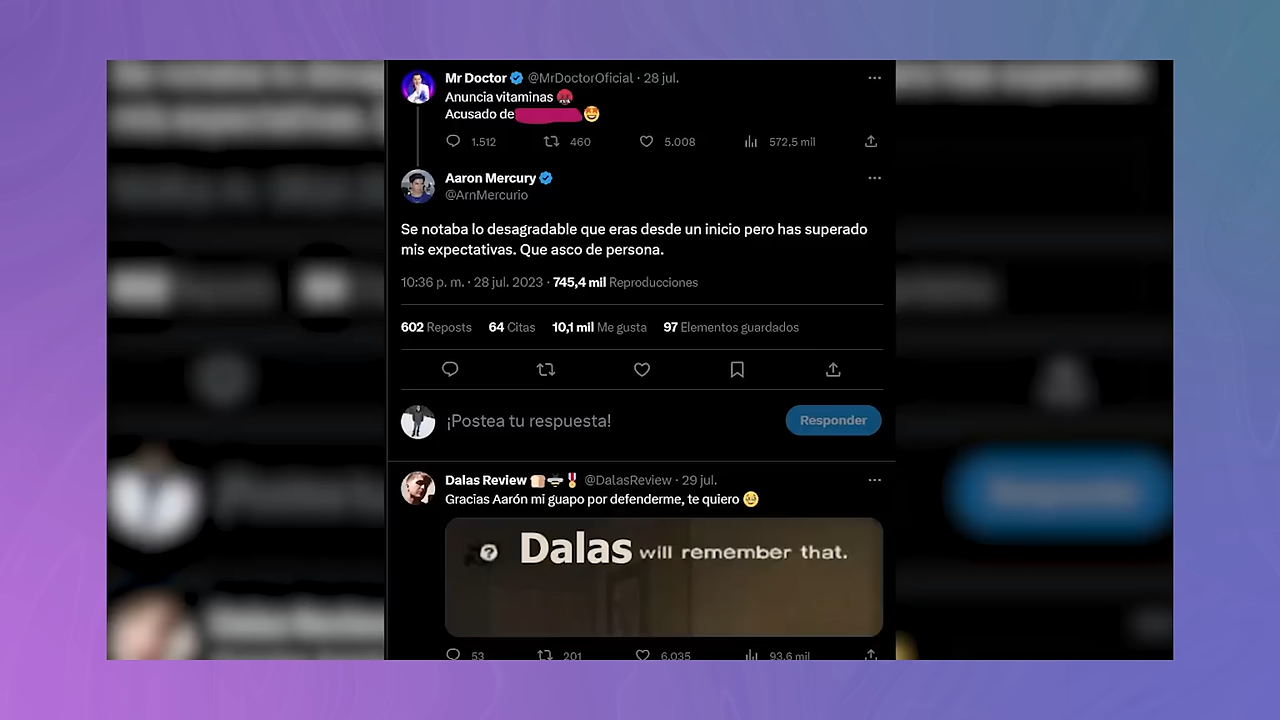 Mr Doctor @MrDoctorOficial · 28 jul.
Anuncia vitaminas
Acusado de
1.512 460 5.008 572,5 mil
Aaron Mercury
@ArnMercurio
Se notaba lo desagradable que eras desde un inicio pero has superado
mis expectativas. Que asco de persona.
10:36 p. m. · 28 jul. 2023 · 745,4 mil Reproducciones
602 Reposts 64 Citas 10,1 mil Me gusta 97 Elementos guardados
¡Postea tu respuesta! Responder
Dalas Review @DalasReview · 29 jul.
Gracias Aarón mi guapo por defenderme, te quiero
? Dalas will remember that.
53 201 6.035 93,6 mil